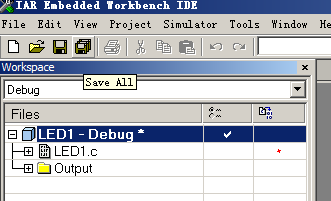 IAR Embedded Workbench IDE
File Edit View Project Simulator Tools Window He
Workspace
Save All
Debug
Files
LED1 - Debug *
LED1.c
Output